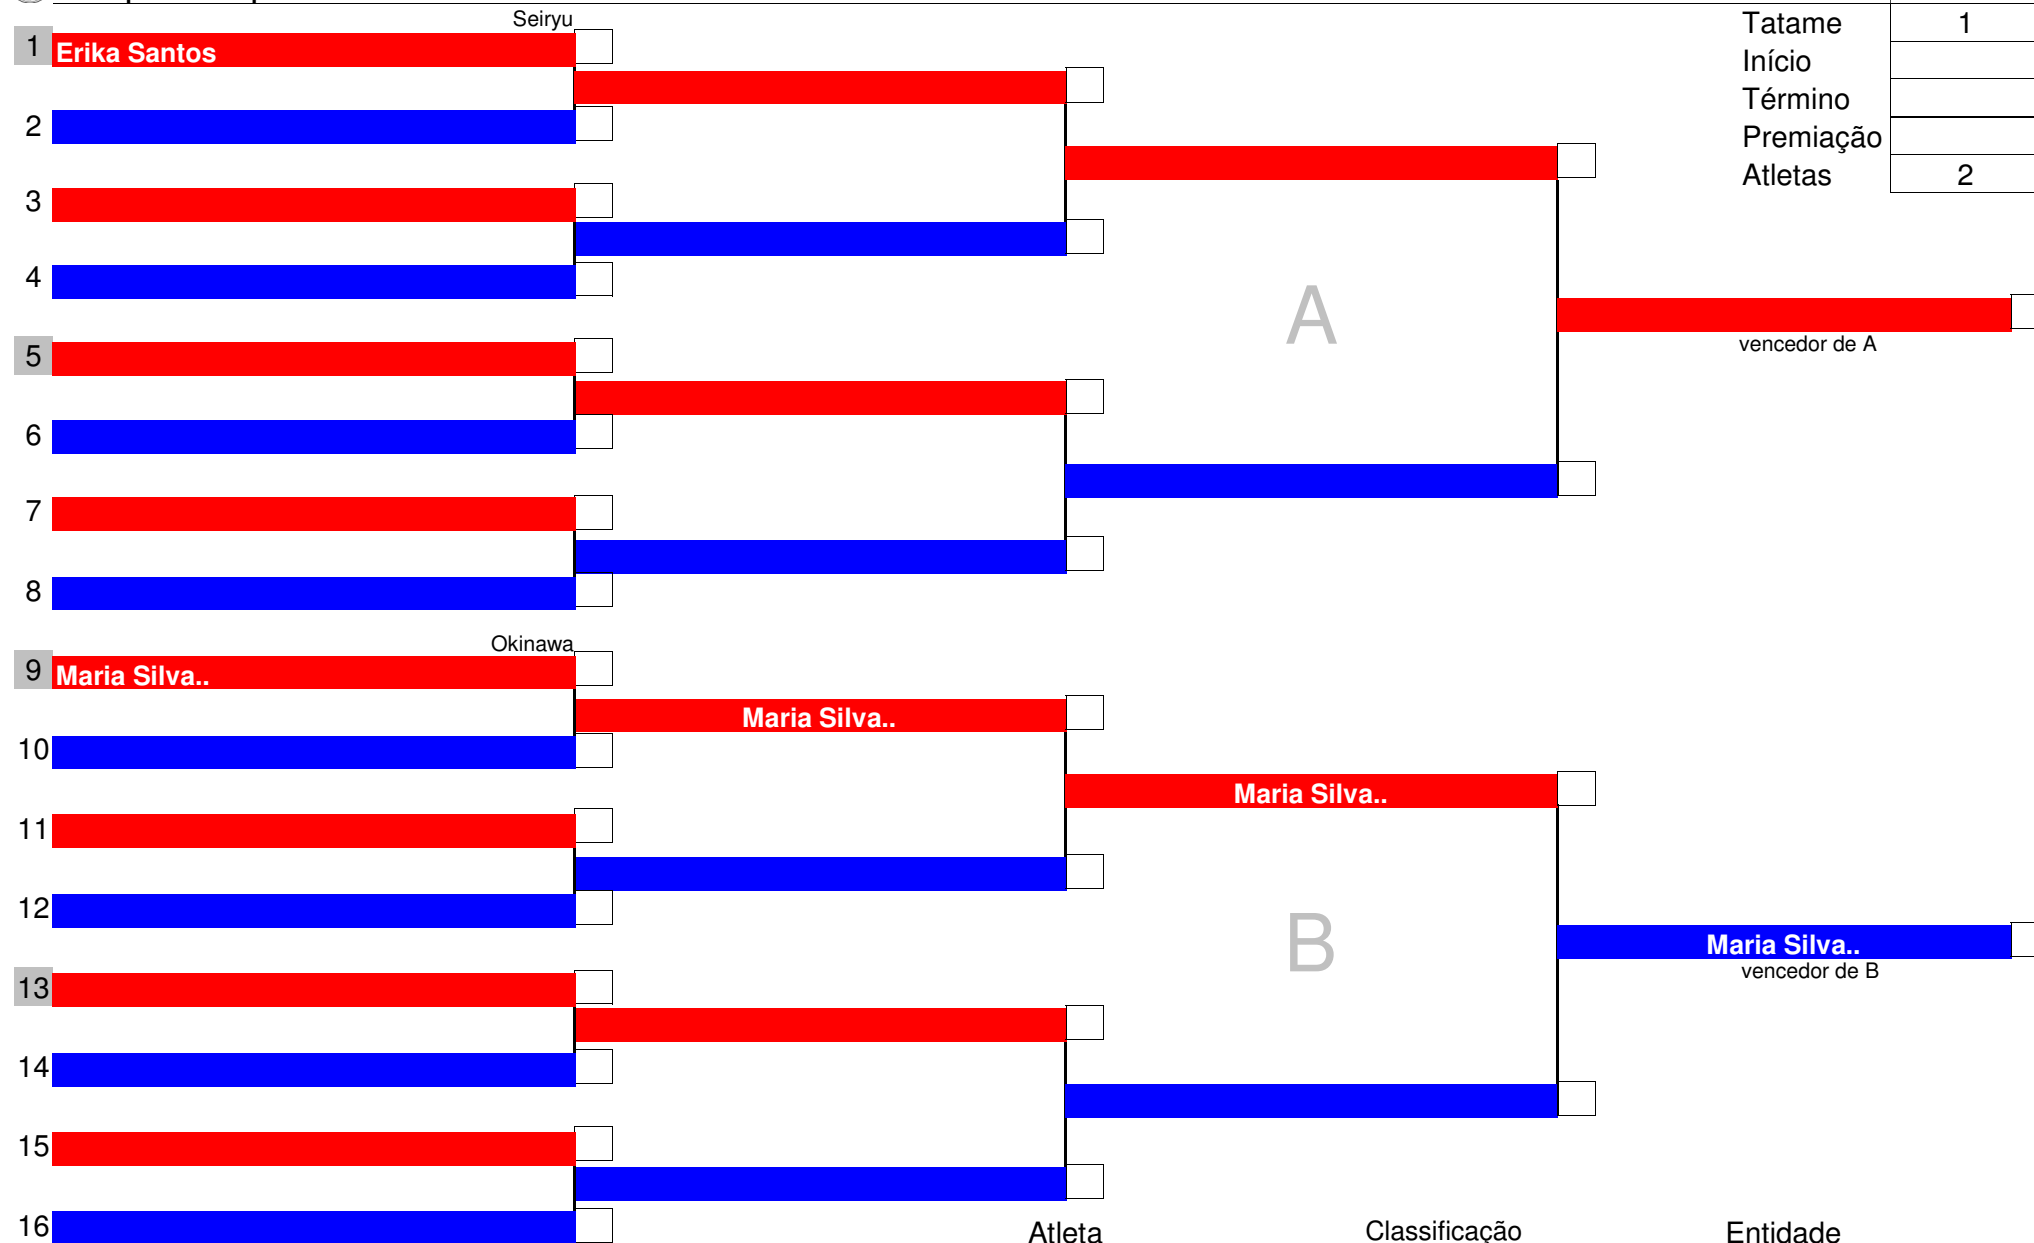 Seiryu
Tatame 1
1 Erika Santos
Início
Término
2
Premiação
Atletas 2
3
4
A
vencedor de A
5
6
7
8
Okinawa
9 Maria Silva..
Maria Silva..
10
Maria Silva..
11
12
B
Maria Silva..
vencedor de B
13
14
15
16
Atleta Classificação Entidade